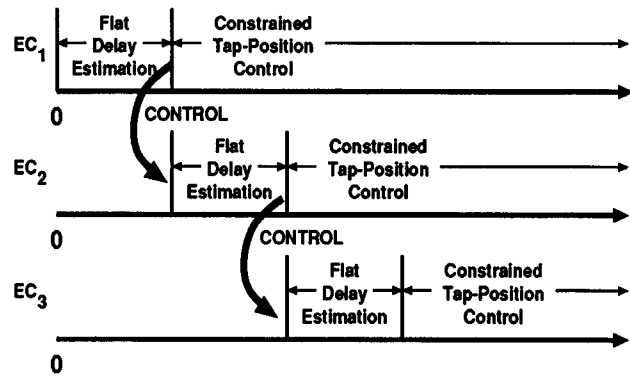 EC1
Flat
Delay
Estimation
Constrained
Tap-Position
Control
0
CONTROL
EC2
Flat
Delay
Estimation
Constrained
Tap-Position
Control
0
CONTROL
EC3
Flat
Delay
Estimation
Constrained
Tap-Position
Control
0